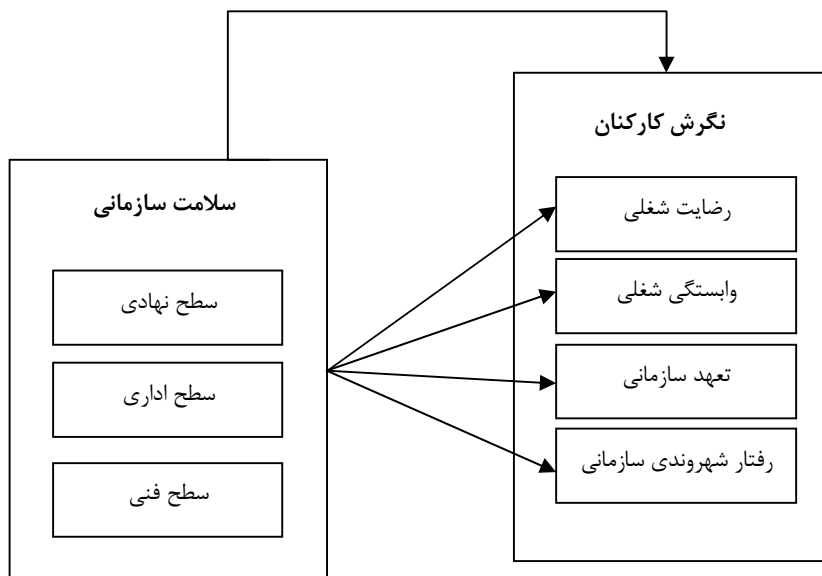 نگرش کارکنان
رضایت شغلی
وابستگی شغلی
تعهد سازمانی
رفتار شهروندی سازمانی
سلامت سازمانی
سطح نهادی
سطح اداری
سطح فنی